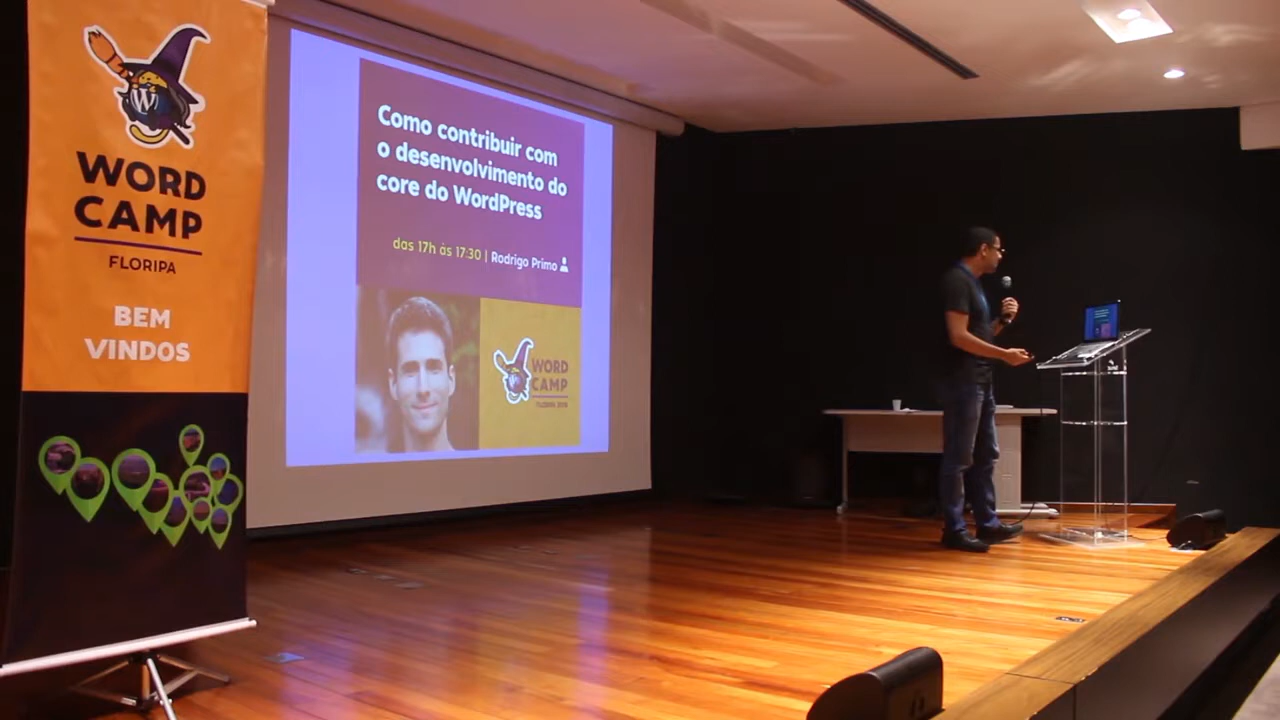 WORD
CAMP
FLORIPA
BEM
VINDOS
Como contribuir com
o desenvolvimento do
core do WordPress
das 17h às 17:30 | Rodrigo Primo
WORD
CAMP